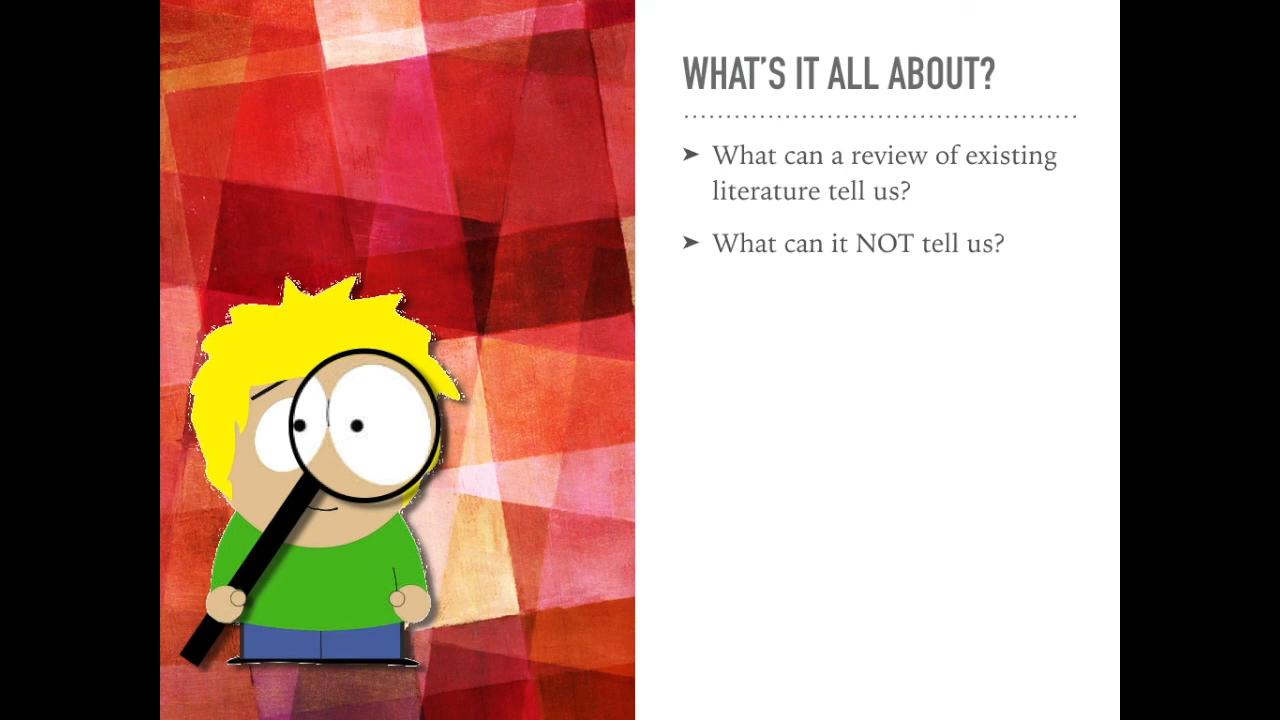 WHAT'S IT ALL ABOUT?
➤ What can a review of existing
literature tell us?
➤ What can it NOT tell us?